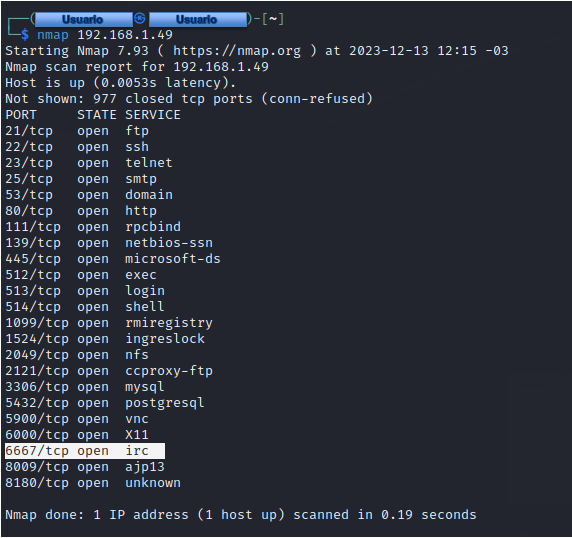 ┌──(Usuario㉿Usuario)-[~]
└─$ nmap 192.168.1.49
Starting Nmap 7.93 ( https://nmap.org ) at 2023-12-13 12:15 -03
Nmap scan report for 192.168.1.49
Host is up (0.0053s latency).
Not shown: 977 closed tcp ports (conn-refused)
PORT     STATE SERVICE
21/tcp   open  ftp
22/tcp   open  ssh
23/tcp   open  telnet
25/tcp   open  smtp
53/tcp   open  domain
80/tcp   open  http
111/tcp  open  rpcbind
139/tcp  open  netbios-ssn
445/tcp  open  microsoft-ds
512/tcp  open  exec
513/tcp  open  login
514/tcp  open  shell
1099/tcp open  rmiregistry
1524/tcp open  ingreslock
2049/tcp open  nfs
2121/tcp open  ccproxy-ftp
3306/tcp open  mysql
5432/tcp open  postgresql
5900/tcp open  vnc
6000/tcp open  X11
6667/tcp open  irc
8009/tcp open  ajp13
8180/tcp open  unknown
Nmap done: 1 IP address (1 host up) scanned in 0.19 seconds